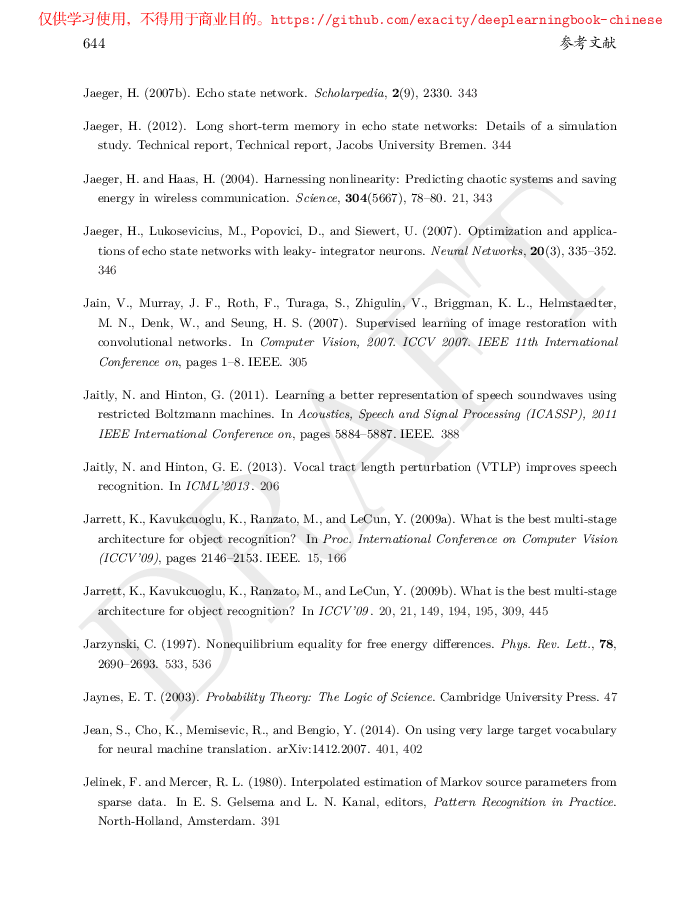 仅供学习使用，不得用于商业目的。https://github.com/exacity/deeplearningbook-chinese
644 参考文献
Jaeger, H. (2007b). Echo state network. Scholarpedia, 2(9), 2330. 343
Jaeger, H. (2012). Long short-term memory in echo state networks: Details of a simulation
study. Technical report, Technical report, Jacobs University Bremen. 344
Jaeger, H. and Haas, H. (2004). Harnessing nonlinearity: Predicting chaotic systems and saving
energy in wireless communication. Science, 304(5667), 78–80. 21, 343
Jaeger, H., Lukosevicius, M., Popovici, D., and Siewert, U. (2007). Optimization and applica-
tions of echo state networks with leaky- integrator neurons. Neural Networks, 20(3), 335–352.
346
Jain, V., Murray, J. F., Roth, F., Turaga, S., Zhigulin, V., Briggman, K. L., Helmstaedter,
M. N., Denk, W., and Seung, H. S. (2007). Supervised learning of image restoration with
convolutional networks. In Computer Vision, 2007. ICCV 2007. IEEE 11th International
Conference on, pages 1–8. IEEE. 305
Jaitly, N. and Hinton, G. (2011). Learning a better representation of speech soundwaves using
restricted Boltzmann machines. In Acoustics, Speech and Signal Processing (ICASSP), 2011
IEEE International Conference on, pages 5884–5887. IEEE. 388
Jaitly, N. and Hinton, G. E. (2013). Vocal tract length perturbation (VTLP) improves speech
recognition. In ICML'2013. 206
Jarrett, K., Kavukcuoglu, K., Ranzato, M., and LeCun, Y. (2009a). What is the best multi-stage
architecture for object recognition? In Proc. International Conference on Computer Vision
(ICCV'09), pages 2146–2153. IEEE. 15, 166
Jarrett, K., Kavukcuoglu, K., Ranzato, M., and LeCun, Y. (2009b). What is the best multi-stage
architecture for object recognition? In ICCV'09. 20, 21, 149, 194, 195, 309, 445
Jarzynski, C. (1997). Nonequilibrium equality for free energy differences. Phys. Rev. Lett., 78,
2690–2693. 533, 536
Jaynes, E. T. (2003). Probability Theory: The Logic of Science. Cambridge University Press. 47
Jean, S., Cho, K., Memisevic, R., and Bengio, Y. (2014). On using very large target vocabulary
for neural machine translation. arXiv:1412.2007. 401, 402
Jelinek, F. and Mercer, R. L. (1980). Interpolated estimation of Markov source parameters from
sparse data. In E. S. Gelsema and L. N. Kanal, editors, Pattern Recognition in Practice.
North-Holland, Amsterdam. 391
DRAFT